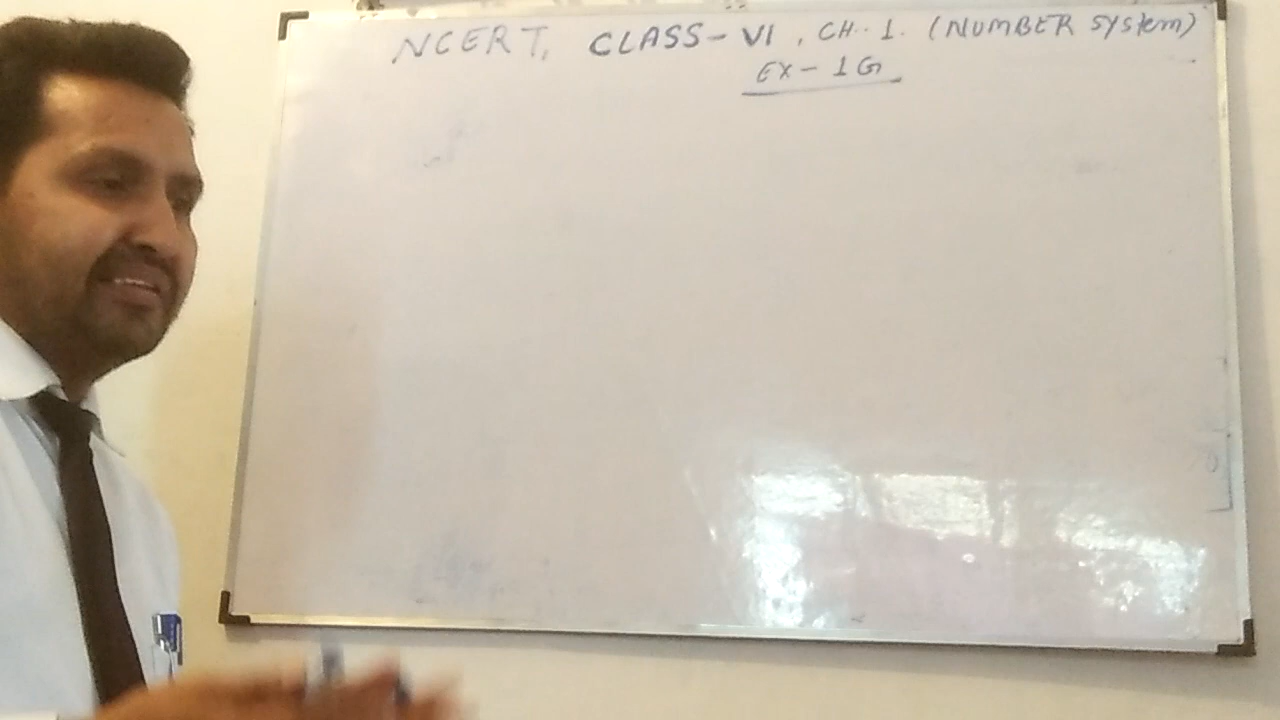 NCERT, CLASS-VI, CH. 1. (NUMBER System)
EX-1G